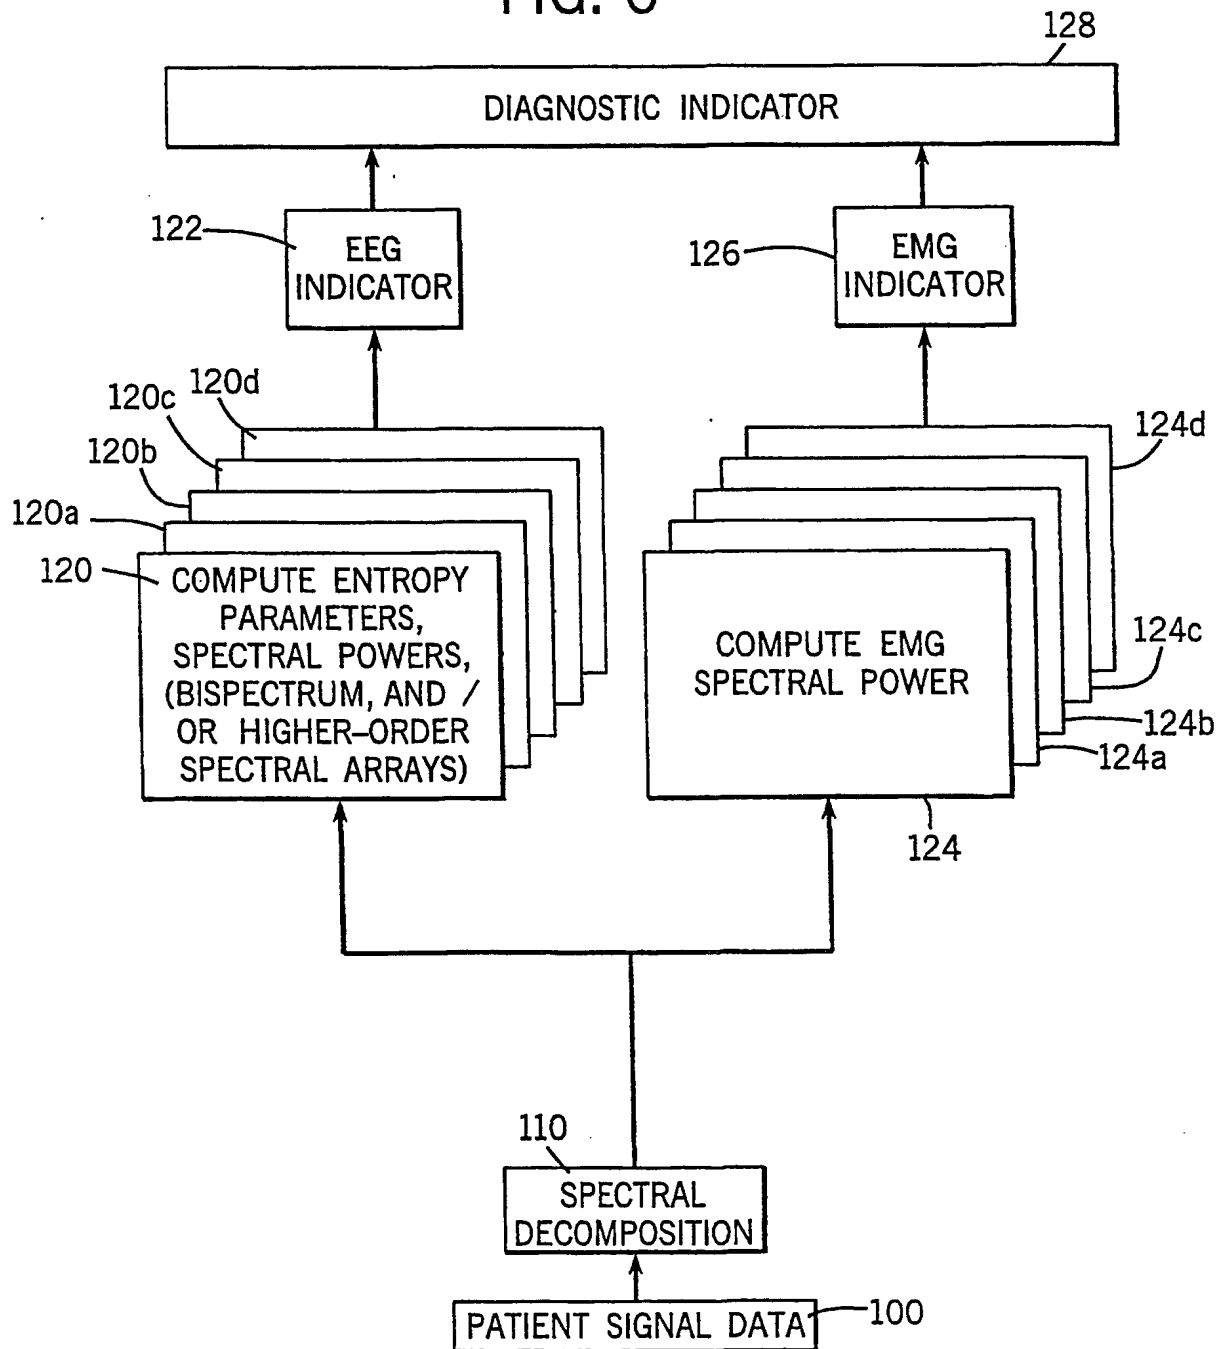 128
DIAGNOSTIC INDICATOR
122
EEG
INDICATOR
126
EMG
INDICATOR
120d
120c
120b
120a
120
COMPUTE ENTROPY
PARAMETERS,
SPECTRAL POWERS,
(BISPECTRUM, AND /
OR HIGHER-ORDER
SPECTRAL ARRAYS)
124d
COMPUTE EMG
SPECTRAL POWER
124c
124b
124a
124
110
SPECTRAL
DECOMPOSITION
PATIENT SIGNAL DATA
100